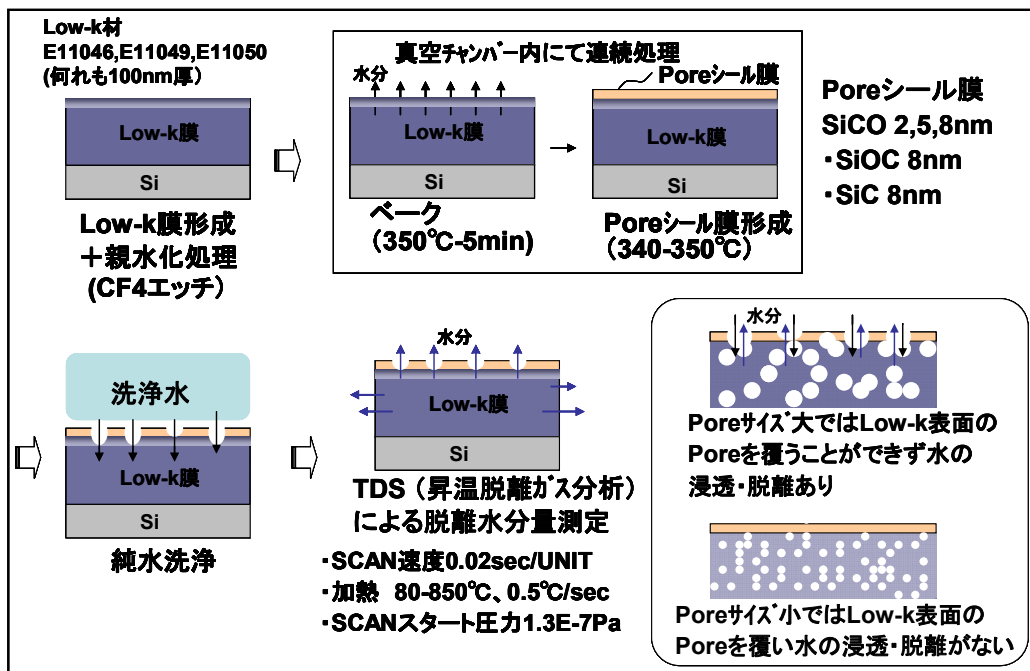 Low-k材
E11046,E11049,E11050
(何れも100nm厚)
Low-k膜
Si
Low-k膜形成
+親水化処理
(CF4エッチ)
真空チャンバー内にて連続処理
水分
Low-k膜
Si
ベーク
(350℃-5min)
Poreシール膜
Low-k膜
Si
Poreシール膜形成
(340-350℃)
Poreシール膜
SiCO 2,5,8nm
・SiOC 8nm
・SiC 8nm
洗浄水
Low-k膜
Si
純水洗浄
水分
Low-k膜
Si
TDS (昇温脱離ガス分析)
による脱離水分量測定
・SCAN速度0.02sec/UNIT
・加熱 80-850℃、0.5℃/sec
・SCANスタート圧力1.3E-7Pa
水分
Poreサイズ大ではLow-k表面の
Poreを覆うことができず水の
浸透・脱離あり
Poreサイズ小ではLow-k表面の
Poreを覆い水の浸透・脱離がない